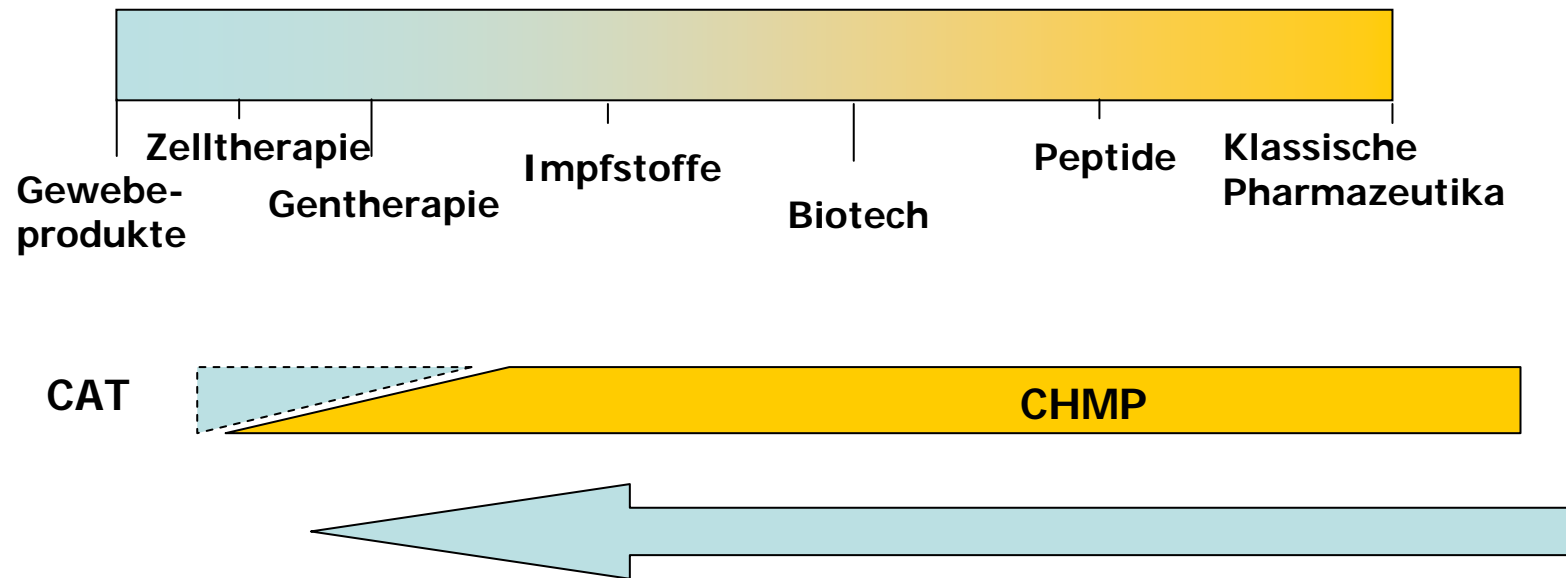 Zelltherapie
Gewebe-
produkte
Gentherapie
Impfstoffe
Biotech
Peptide
Klassische
Pharmazeutika
CAT
CHMP